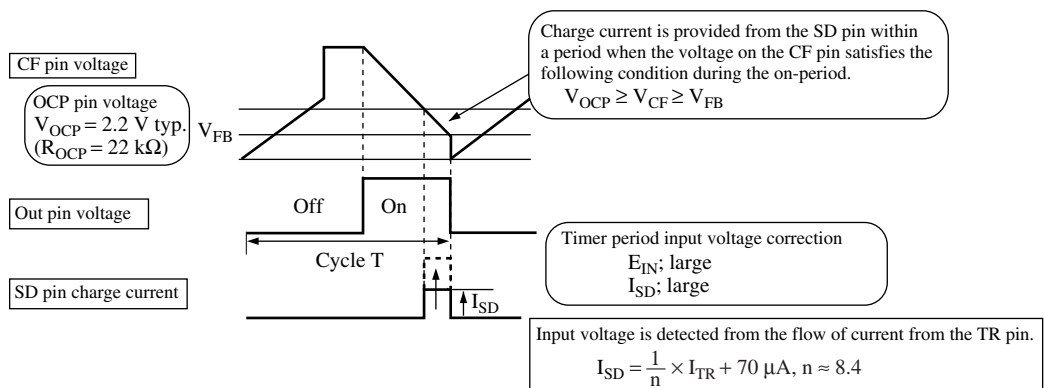 Charge current is provided from the SD pin within
a period when the voltage on the CF pin satisfies the
following condition during the on-period.
V_OCP ≥ V_CF ≥ V_FB
CF pin voltage
OCP pin voltage
V_OCP = 2.2 V typ.
(R_OCP = 22 kΩ)
V_FB
Out pin voltage
Off
On
Cycle T
Timer period input voltage correction
E_IN; large
I_SD; large
SD pin charge current
I_SD
Input voltage is detected from the flow of current from the TR pin.
I_SD = 1/n × I_TR + 70 μA, n ≈ 8.4